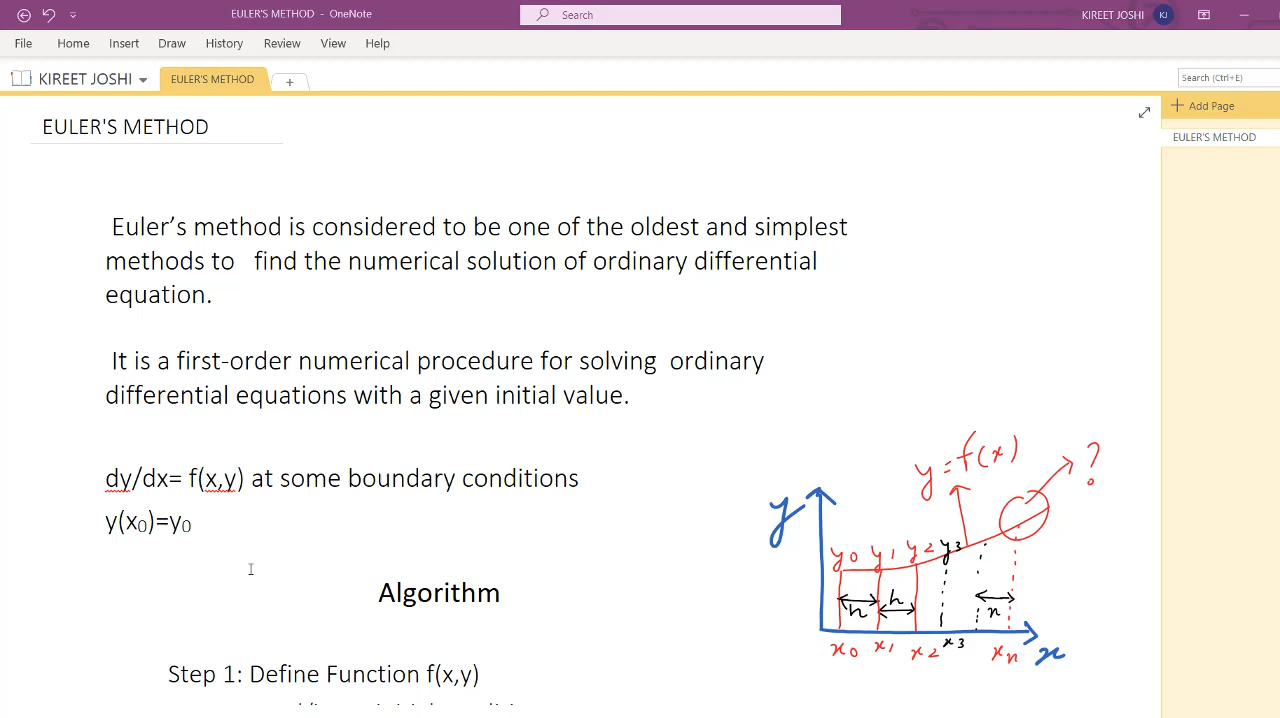 EULER'S METHOD - OneNote
Search
KIREET JOSHI KJ
File Home Insert Draw History Review View Help
KIREET JOSHI
EULER'S METHOD
+
Search (Ctrl+E)
Add Page
EULER'S METHOD
EULER'S METHOD
Euler’s method is considered to be one of the oldest and simplest
methods to find the numerical solution of ordinary differential
equation.
It is a first-order numerical procedure for solving ordinary
differential equations with a given initial value.
dy/dx= f(x,y) at some boundary conditions
y(x₀)=y₀
Algorithm
Step 1: Define Function f(x,y)
y = f(x)
?
y
y0 y1 y2 y3
h h n
x0 x1 x2 x3 xn x